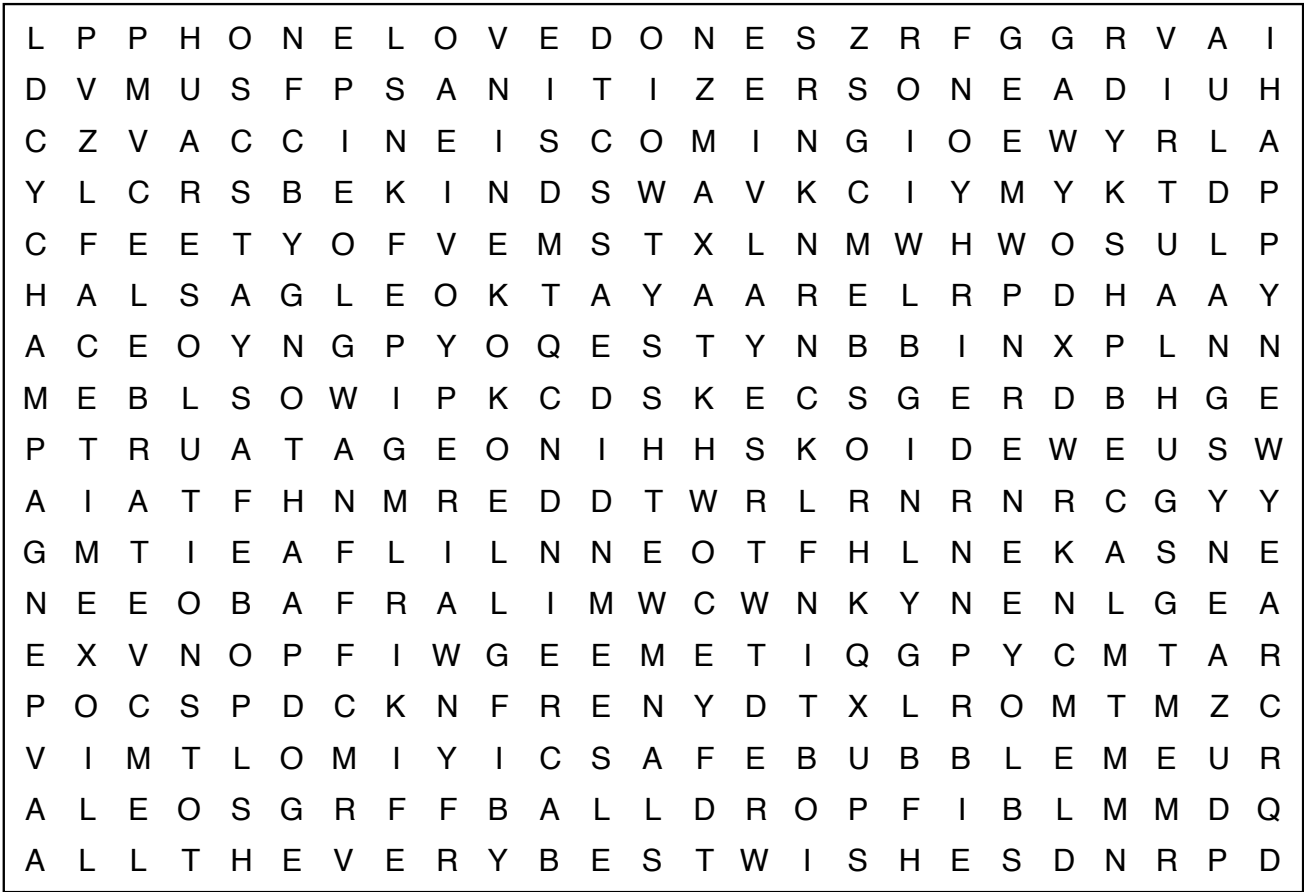 L P P H O N E L O V E D O N E S Z R F G G R V A I
D V M U S F P S A N I T I Z E R S O N E A D I U H
C Z V A C C I N E I S C O M I N G I O E W Y R L A
Y L C R S B E K I N D S W A V K C I Y M Y K T D P
C F E E T Y O F V E M S T X L N M W H W O S U L P
H A L S A G L E O K T A Y A A R E L R P D H A A Y
A C E O Y N G P Y O Q E S T Y N B B I N X P L N N
M E B L S O W I P K C D S K E C S G E R D B H G E
P T R U A T A G E O N I H H S K O I D E W E U S W
A I A T F H N M R E D D T W R L R N R N R C G Y Y
G M T I E A F L I L N N E O T F H L N E K A S N E
N E E O B A F R A L I M W C W N K Y N E N L G E A
E X V N O P F I W G E E M E T I Q G P Y C M T A R
P O C S P D C K N F R E N Y D T X L R O M T M Z C
V I M T L O M I Y I C S A F E B U B B L E M E U R
A L E O S G R F F B A L L D R O P F I B L M M D Q
A L L T H E V E R Y B E S T W I S H E S D N R P D